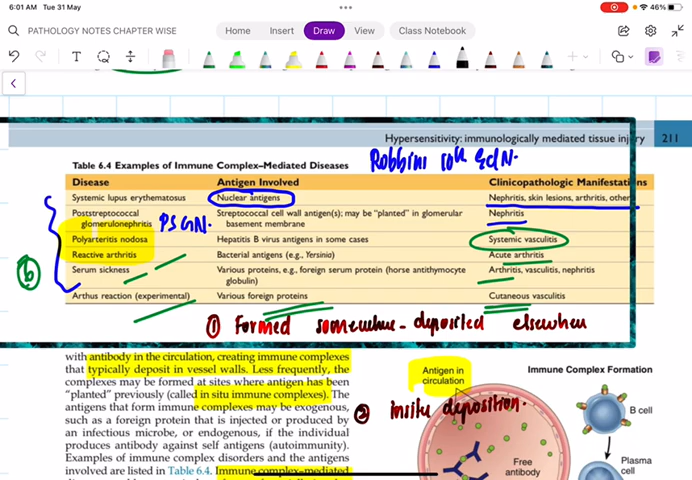 6:01 AM Tue 31 May
46%
PATHOLOGY NOTES CHAPTER WISE
Home Insert Draw View Class Notebook
Hypersensitivity: immunologically mediated tissue injury 211
Table 6.4 Examples of Immune Complex–Mediated Diseases
Robbins 10th EdN.
Disease Antigen Involved Clinicopathologic Manifestations
Systemic lupus erythematosus Nuclear antigens Nephritis, skin lesions, arthritis, others
Poststreptococcal Streptococcal cell wall antigen(s); may be "planted" in glomerular Nephritis
glomerulonephritis PSGN. basement membrane
Polyarteritis nodosa Hepatitis B virus antigens in some cases Systemic vasculitis
Reactive arthritis Bacterial antigens (e.g., Yersinia) Acute arthritis
Serum sickness Various proteins, e.g., foreign serum protein (horse antithymocyte Arthritis, vasculitis, nephritis
globulin)
Arthus reaction (experimental) Various foreign proteins Cutaneous vasculitis
6
① Formed somewhere - deposited elsewhere
with antibody in the circulation, creating immune complexes
that typically deposit in vessel walls. Less frequently, the
complexes may be formed at sites where antigen has been
"planted" previously (called in situ immune complexes). The
antigens that form immune complexes may be exogenous,
such as a foreign protein that is injected or produced by
an infectious microbe, or endogenous, if the individual
produces antibody against self antigens (autoimmunity).
Examples of immune complex disorders and the antigens
involved are listed in Table 6.4. Immune complex-mediated
Antigen in
circulation
Immune Complex Formation
② insitu deposition.
B cell
Free
antibody
Plasma
cell